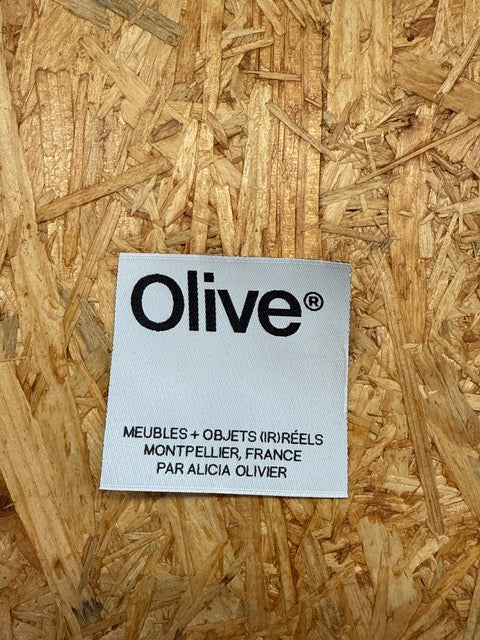 Olive®
MEUBLES + OBJETS (IR)RÉELS
MONTPELLIER, FRANCE
PAR ALICIA OLIVIER